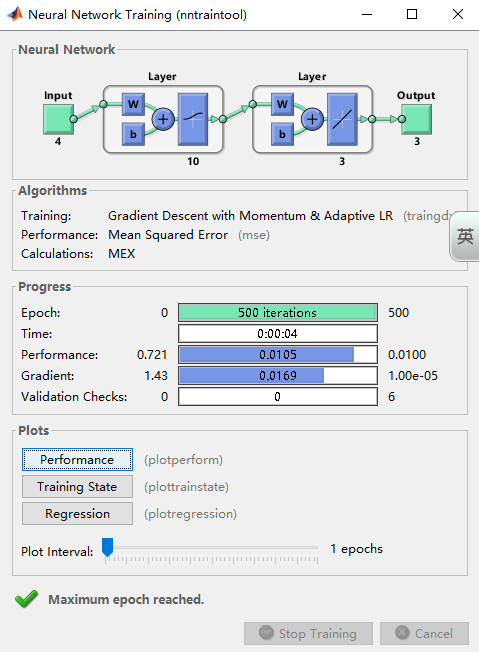 Neural Network Training (nntraintool)
Neural Network
Layer Layer
Input Output
W W
b b
4 10 3 3
Algorithms
Training: Gradient Descent with Momentum & Adaptive LR
Performance: Mean Squared Error (mse)
英
Calculations: MEX
Progress
Epoch: 0 500 iterations 500
Time: 0:00:04
Performance: 0.721 0.0105 0.0100
Gradient: 1.43 0.0169 1.00e-05
Validation Checks: 0 0 6
Plots
Performance (plotperform)
Training State (plottrainstate)
Regression (plotregression)
Plot Interval: 1 epochs
Maximum epoch reached.
Stop Training Cancel